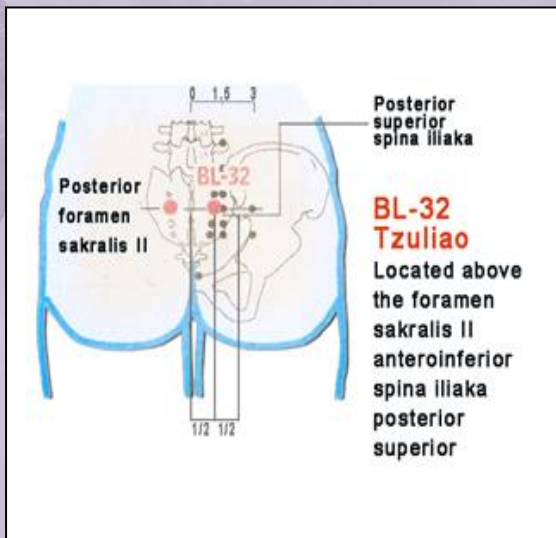 0 1,5 3
Posterior
superior
spina iliaka
BL-32
Posterior
foramen
sakralis II
BL-32
Tzuliao
Located above
the foramen
sakralis II
anteroinferior
spina iliaka
posterior
superior
1/2 1/2